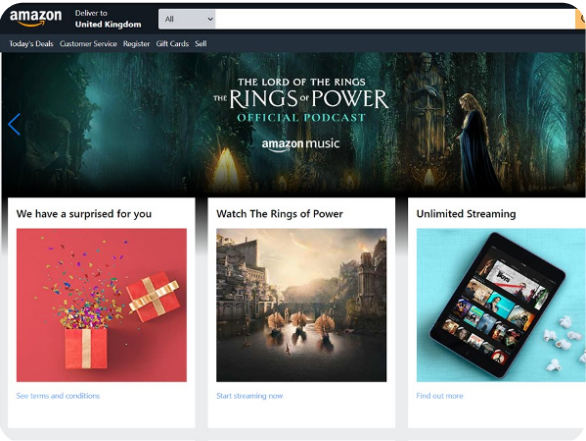 amazon
Deliver to
United Kingdom
All
Today's Deals Customer Service Register Gift Cards Sell
THE LORD OF THE RINGS
THE RINGS OF POWER
OFFICIAL PODCAST
amazon music
We have a surprised for you
Watch The Rings of Power
Unlimited Streaming
See terms and conditions
Start streaming now
Find out more